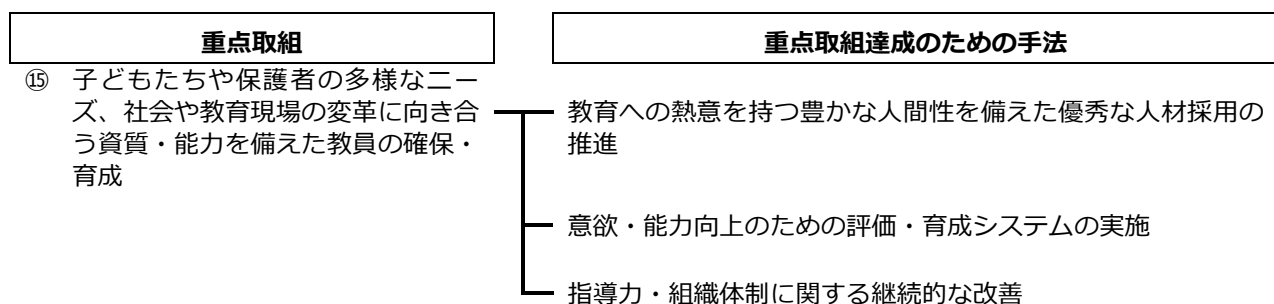 重点取組
重点取組達成のための手法
⑮ 子どもたちや保護者の多様なニー
ズ、社会や教育現場の変革に向き合
う資質・能力を備えた教員の確保・
育成
教育への熱意を持つ豊かな人間性を備えた優秀な人材採用の
推進
意欲・能力向上のための評価・育成システムの実施
指導力・組織体制に関する継続的な改善